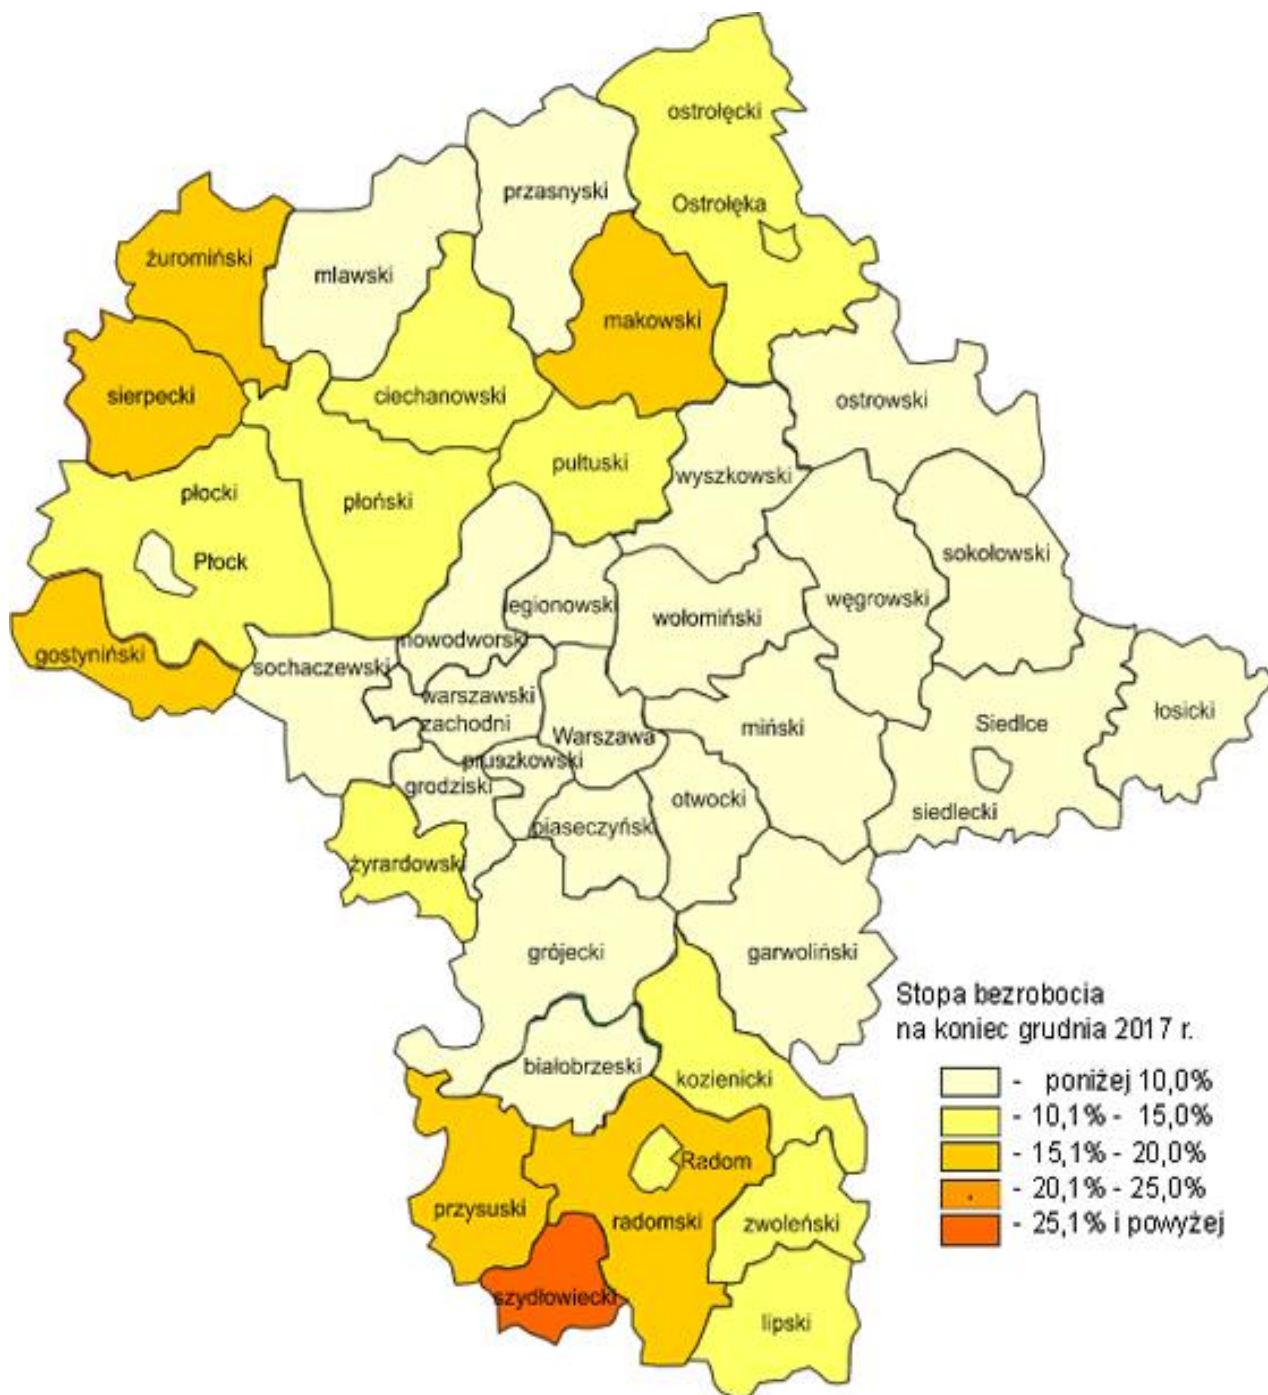 ostrołęcki
przasnyski
Ostrołęka
żuromiński
mlawski
makowski
sierpecki
ciechanowski
ostrowski
pułtuski
wyszkowski
płocki
płoński
sokołowski
Płock
legionowski
węgrowski
wołomiński
nowodworski
gostyniński
sochaczewski
warszawski
zachodni
Siedlce
łosicki
miński
Warszawa
pruszkowski
grodziski
otwocki
siedlecki
piaseczyński
żyrardowski
grójecki
garwoliński
Stopa bezrobocia
na koniec grudnia 2017 r.
białobrzeski
kozienicki
- poniżej 10,0%
- 10,1% - 15,0%
- 15,1% - 20,0%
- 20,1% - 25,0%
- 25,1% i powyżej
Radom
przysuski
radomski
zwoleński
szydłowiecki
lipski